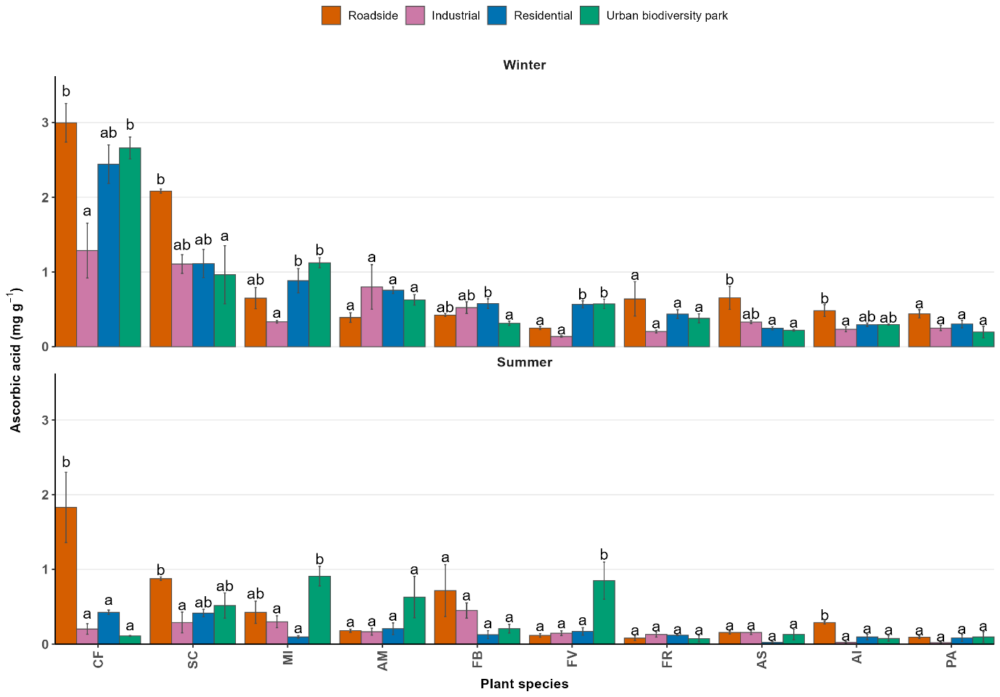 Roadside Industrial Residential Urban biodiversity park
Winter
Ascorbic acid (mg g⁻¹)
3
2
1
0
b a ab b
b ab ab a
ab a b b
a a a a
ab ab b a
a a b b
a a a a
b ab a a
b a ab ab
a a a a
Summer
3
2
1
0
b a a a
b a ab ab
ab a a b
a a a a
a a a a
a a a b
a a a a
a a a a
b a a a
a a a a
CF SC MI AM FB FV FR AS AI PA
Plant species